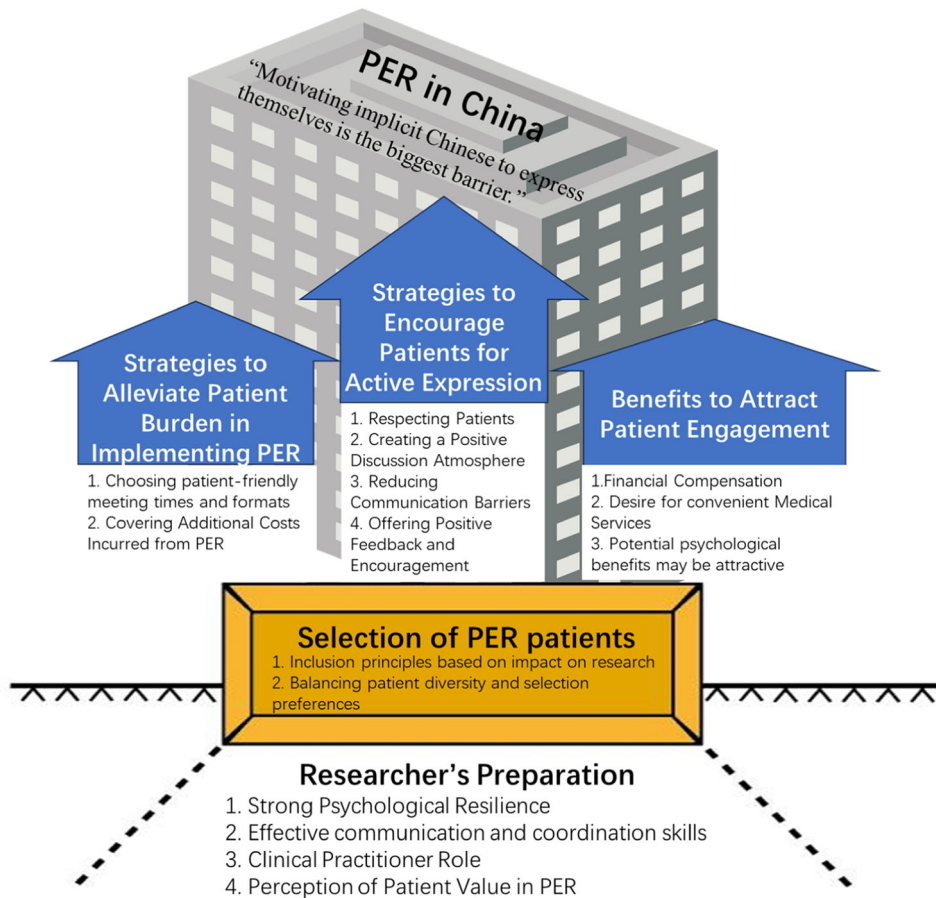 PER in China
“Motivating implicit Chinese to express
themselves is the biggest barrier.”
Strategies to
Encourage
Patients for
Active Expression
1. Respecting Patients
2. Creating a Positive
Discussion Atmosphere
3. Reducing
Communication Barriers
4. Offering Positive
Feedback and
Encouragement
Strategies to
Alleviate Patient
Burden in
Implementing PER
1. Choosing patient-friendly
meeting times and formats
2. Covering Additional Costs
Incurred from PER
Benefits to Attract
Patient Engagement
1.Financial Compensation
2. Desire for convenient Medical
Services
3. Potential psychological
benefits may be attractive
Selection of PER patients
1. Inclusion principles based on impact on research
2. Balancing patient diversity and selection
preferences
Researcher’s Preparation
1. Strong Psychological Resilience
2. Effective communication and coordination skills
3. Clinical Practitioner Role
4. Perception of Patient Value in PER